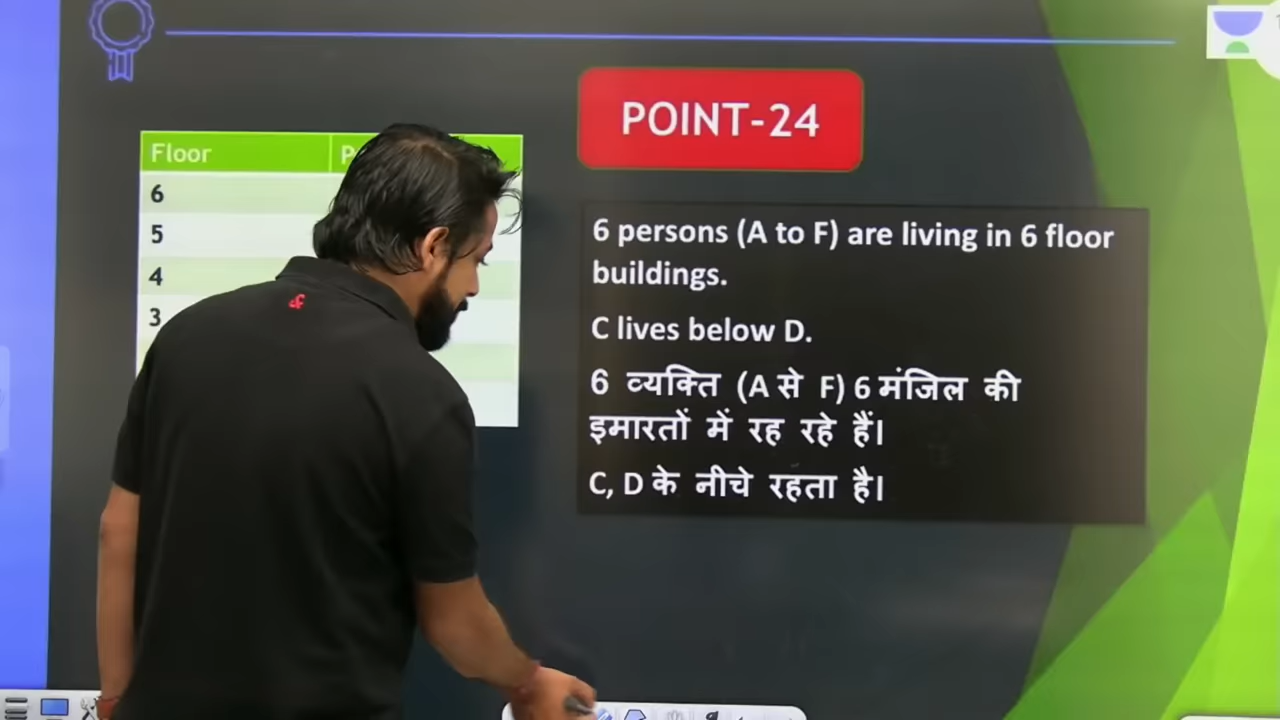 POINT-24
Floor
6
5
4
3
6 persons (A to F) are living in 6 floor
buildings.
C lives below D.
6 व्यक्ति (A से F) 6 मंजिल की
इमारतों में रह रहे हैं।
C, D के नीचे रहता है।